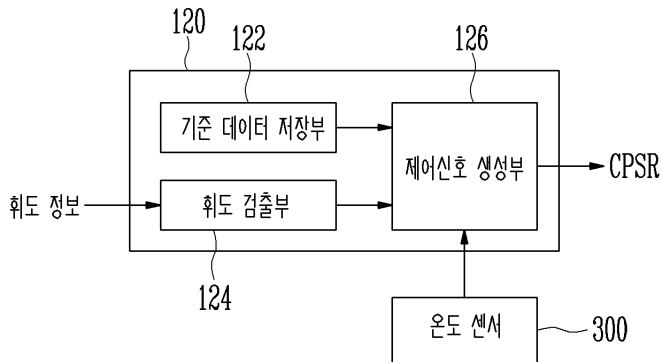 120
122
126
기준 데이터 저장부
제어신호 생성부
CPSR
휘도 정보
휘도 검출부
124
온도 센서
300